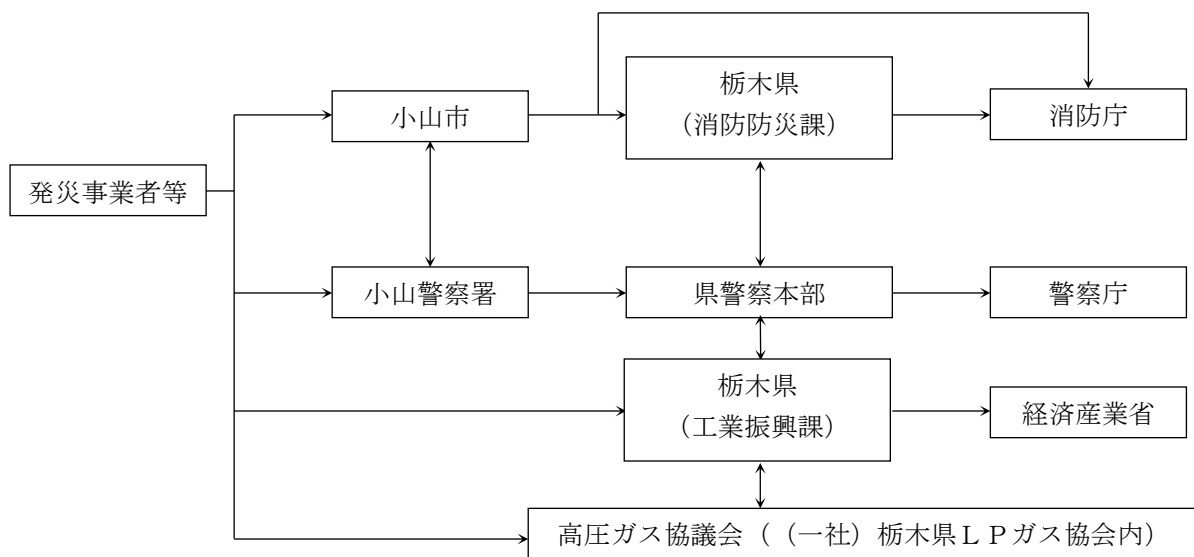 栃木県
（消防防災課）
小山市
消防庁
発災事業者等
小山警察署
県警察本部
警察庁
栃木県
（工業振興課）
経済産業省
高圧ガス協議会（（一社）栃木県ＬＰガス協会内）